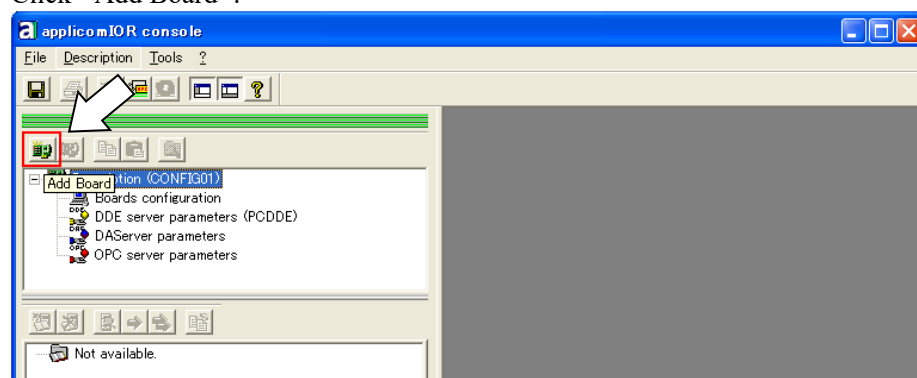 Click "Add Board".
applicomIOR console
File Description Tools ?
Add Board
tion (CONFIG01)
Boards configuration
DDE server parameters (PCDDE)
DAServer parameters
OPC server parameters
Not available.